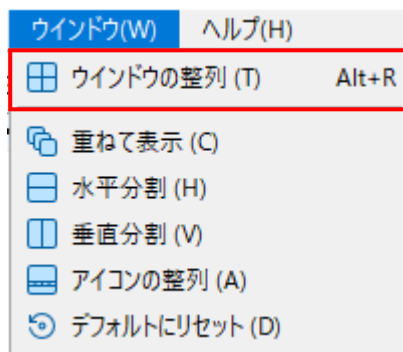 ウインドウ(W) ヘルプ(H)
ウインドウの整列 (T) Alt+R
重ねて表示 (C)
水平分割 (H)
垂直分割 (V)
アイコンの整列 (A)
デフォルトにリセット (D)